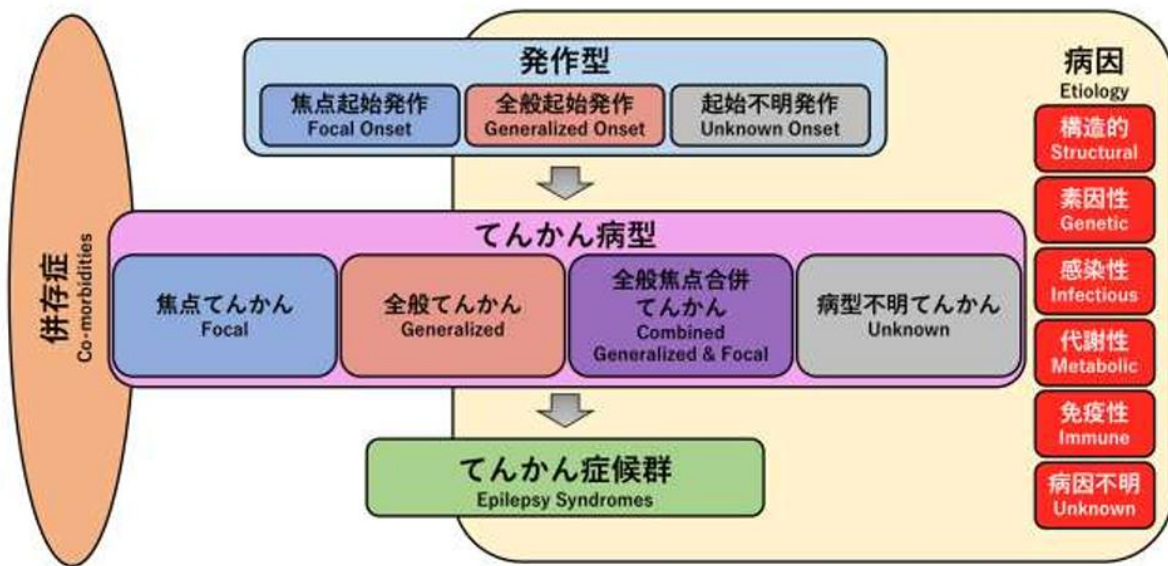 発作型
焦点起始発作
Focal Onset
全般起始発作
Generalized Onset
起始不明発作
Unknown Onset
てんかん病型
焦点てんかん
Focal
全般てんかん
Generalized
全般焦点合併
てんかん
Combined
Generalized & Focal
病型不明てんかん
Unknown
てんかん症候群
Epilepsy Syndromes
併存症
Co-morbidities
病因
Etiology
構造的
Structural
素因性
Genetic
感染性
Infectious
代謝性
Metabolic
免疫性
Immune
病因不明
Unknown